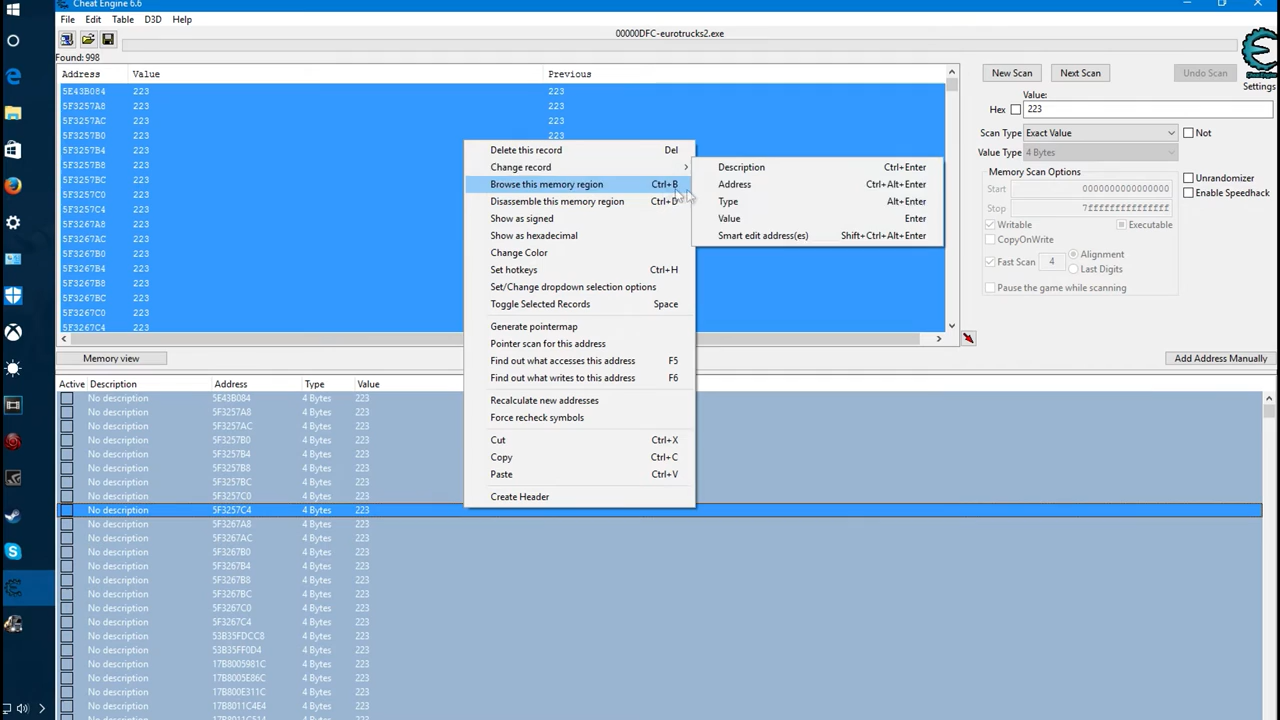 Cheat Engine 6.6
File Edit Table D3D Help
00000DFC-eurotrucks2.exe
Found: 998
Address Value Previous
5E43B084 223 223
5F3257A8 223 223
5F3257AC 223 223
5F3257B0 223 223
5F3257B4 223
5F3257B8 223
5F3257BC 223
5F3257C0 223
5F3257C4 223
5F3267A8 223
5F3267AC 223
5F3267B0 223
5F3267B4 223
5F3267B8 223
5F3267BC 223
5F3267C0 223
5F3267C4 223
New Scan Next Scan Undo Scan
Settings
Value:
Hex 223
Scan Type Exact Value Not
Value Type 4 Bytes
Memory Scan Options
Start 0000000000000000
Stop 7fffffffffffffff
Writable Executable
CopyOnWrite
Fast Scan 4 Alignment
Last Digits
Pause the game while scanning
Unrandomizer
Enable Speedhack
Memory view Add Address Manually
Delete this record Del
Change record
Browse this memory region Ctrl+B
Disassemble this memory region Ctrl+D
Show as signed
Show as hexadecimal
Change Color
Set hotkeys Ctrl+H
Set/Change dropdown selection options
Toggle Selected Records Space
Generate pointermap
Pointer scan for this address
Find out what accesses this address F5
Find out what writes to this address F6
Recalculate new addresses
Force recheck symbols
Cut Ctrl+X
Copy Ctrl+C
Paste Ctrl+V
Create Header
Description Ctrl+Enter
Address Ctrl+Alt+Enter
Type Alt+Enter
Value Enter
Smart edit address(es) Shift+Ctrl+Alt+Enter
Active Description Address Type Value
No description 5E43B084 4 Bytes 223
No description 5F3257A8 4 Bytes 223
No description 5F3257AC 4 Bytes 223
No description 5F3257B0 4 Bytes 223
No description 5F3257B4 4 Bytes 223
No description 5F3257B8 4 Bytes 223
No description 5F3257BC 4 Bytes 223
No description 5F3257C0 4 Bytes 223
No description 5F3257C4 4 Bytes 223
No description 5F3267A8 4 Bytes 223
No description 5F3267AC 4 Bytes 223
No description 5F3267B0 4 Bytes 223
No description 5F3267B4 4 Bytes 223
No description 5F3267B8 4 Bytes 223
No description 5F3267BC 4 Bytes 223
No description 5F3267C0 4 Bytes 223
No description 5F3267C4 4 Bytes 223
No description 53B35FDCC8 4 Bytes 223
No description 53B35FF0D4 4 Bytes 223
No description 17B8005981C 4 Bytes 223
No description 17B8005E86C 4 Bytes 223
No description 17B800E311C 4 Bytes 223
No description 17B8011C4E4 4 Bytes 223
No description 17B8011C514 4 Bytes 223